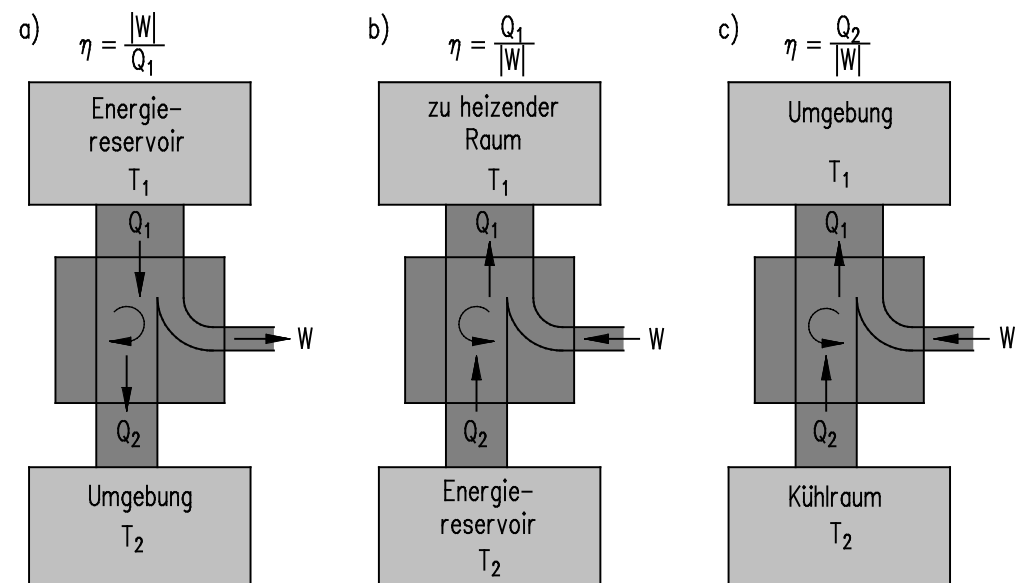 a)
η = |W| / Q₁
Energie-
reservoir
T₁
Q₁
W
Q₂
Umgebung
T₂
b)
η = Q₁ / |W|
zu heizender
Raum
T₁
Q₁
W
Q₂
Energie-
reservoir
T₂
c)
η = Q₂ / |W|
Umgebung
T₁
Q₁
W
Q₂
Kühlraum
T₂